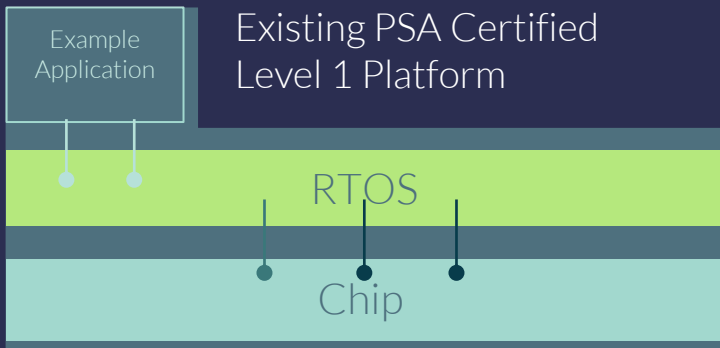 Example
Application
Existing PSA Certified
Level 1 Platform
RTOS
Chip